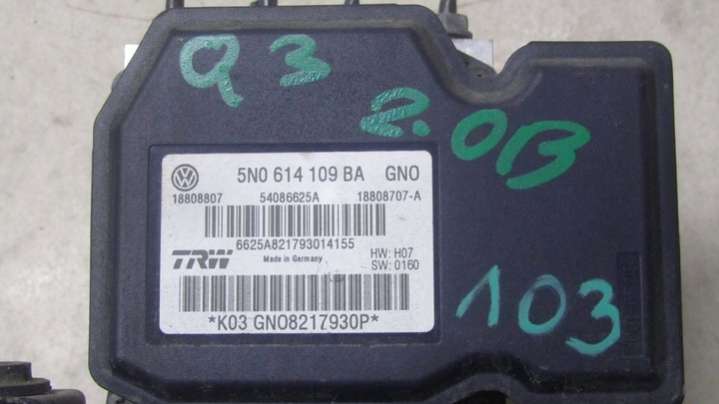 Q3
2.0B
5N0 614 109 BA GNO
18808807 54086625A 18808707-A
6625A821793014155
TRW Made in Germany HW: H07
SW: 0160
*K03 GNO8217930P*
103